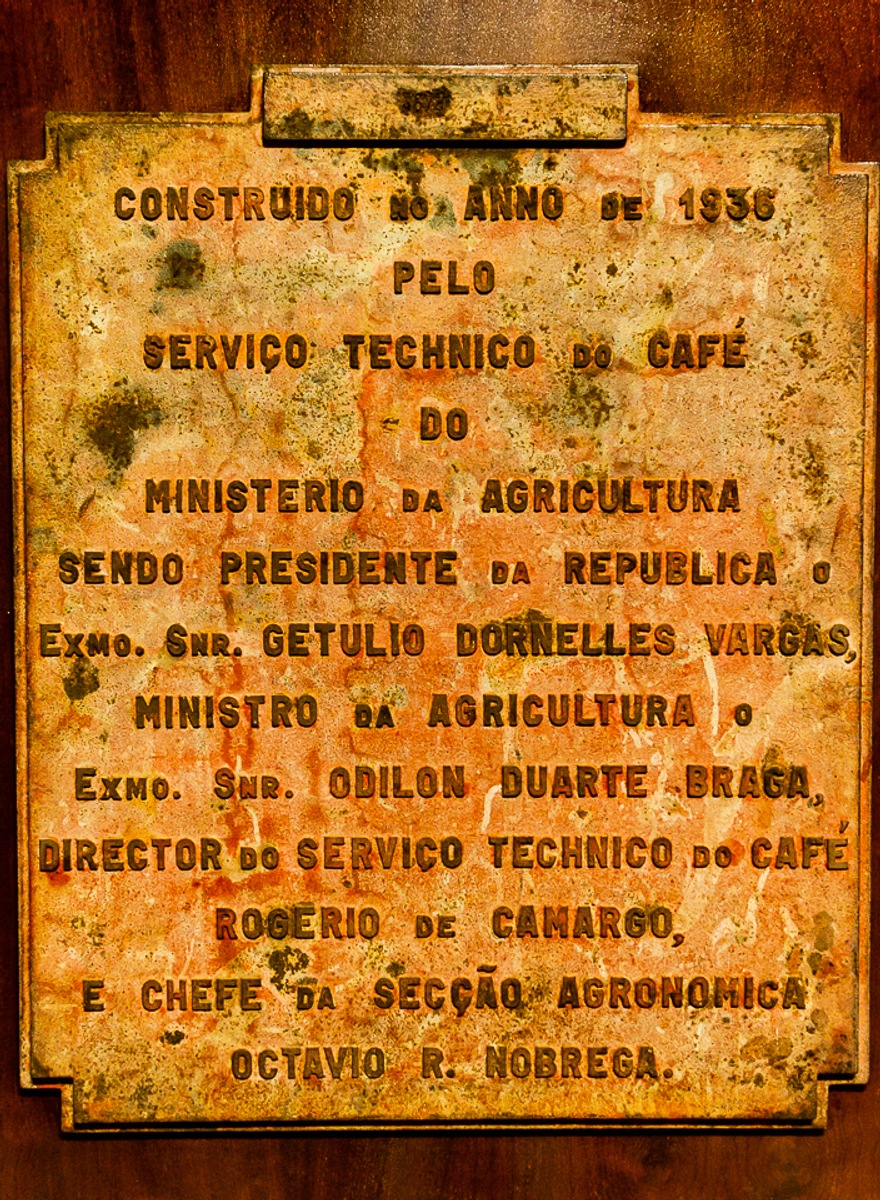 CONSTRUIDO NO ANNO DE 1936
PELO
SERVIÇO TECHNICO DO CAFÉ
DO
MINISTERIO DA AGRICULTURA
SENDO PRESIDENTE DA REPUBLICA O
EXMO. SNR. GETULIO DORNELLES VARGAS,
MINISTRO DA AGRICULTURA O
EXMO. SNR. ODILON DUARTE BRAGA,
DIRECTOR DO SERVIÇO TECHNICO DO CAFÉ
ROGERIO DE CAMARGO,
E CHEFE DA SECÇÃO AGRONOMICA
OCTAVIO R. NOBREGA.